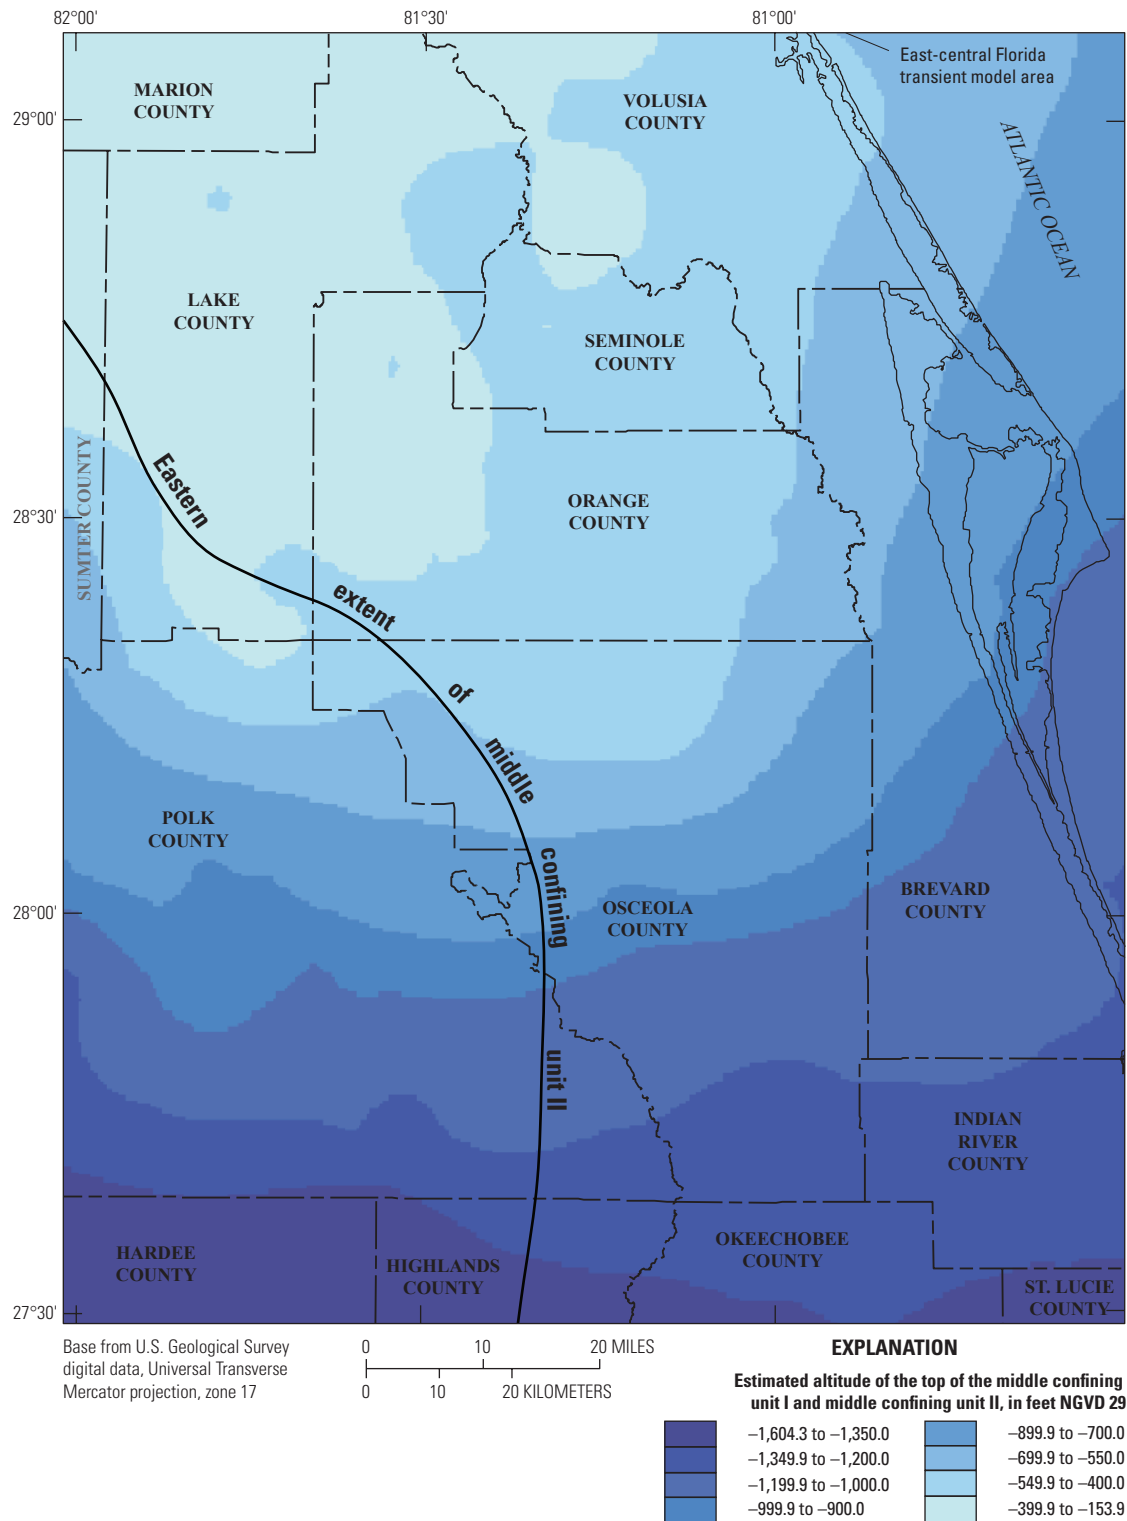 82°00'
81°30'
81°00'
East-central Florida
transient model area
MARION
COUNTY
VOLUSIA
COUNTY
29°00'
ATLANTIC OCEAN
LAKE
COUNTY
SEMINOLE
COUNTY
SUMTER COUNTY
Eastern
extent
of
middle
confining
unit II
ORANGE
COUNTY
28°30'
POLK
COUNTY
OSCEOLA
COUNTY
BREVARD
COUNTY
28°00'
INDIAN
RIVER
COUNTY
HARDEE
COUNTY
HIGHLANDS
COUNTY
OKEECHOBEE
COUNTY
ST. LUCIE
COUNTY
27°30'
Base from U.S. Geological Survey
digital data, Universal Transverse
Mercator projection, zone 17
0 10 20 MILES
0 10 20 KILOMETERS
EXPLANATION
Estimated altitude of the top of the middle confining
unit I and middle confining unit II, in feet NGVD 29
–1,604.3 to –1,350.0
–1,349.9 to –1,200.0
–1,199.9 to –1,000.0
–999.9 to –900.0
–899.9 to –700.0
–699.9 to –550.0
–549.9 to –400.0
–399.9 to –153.9